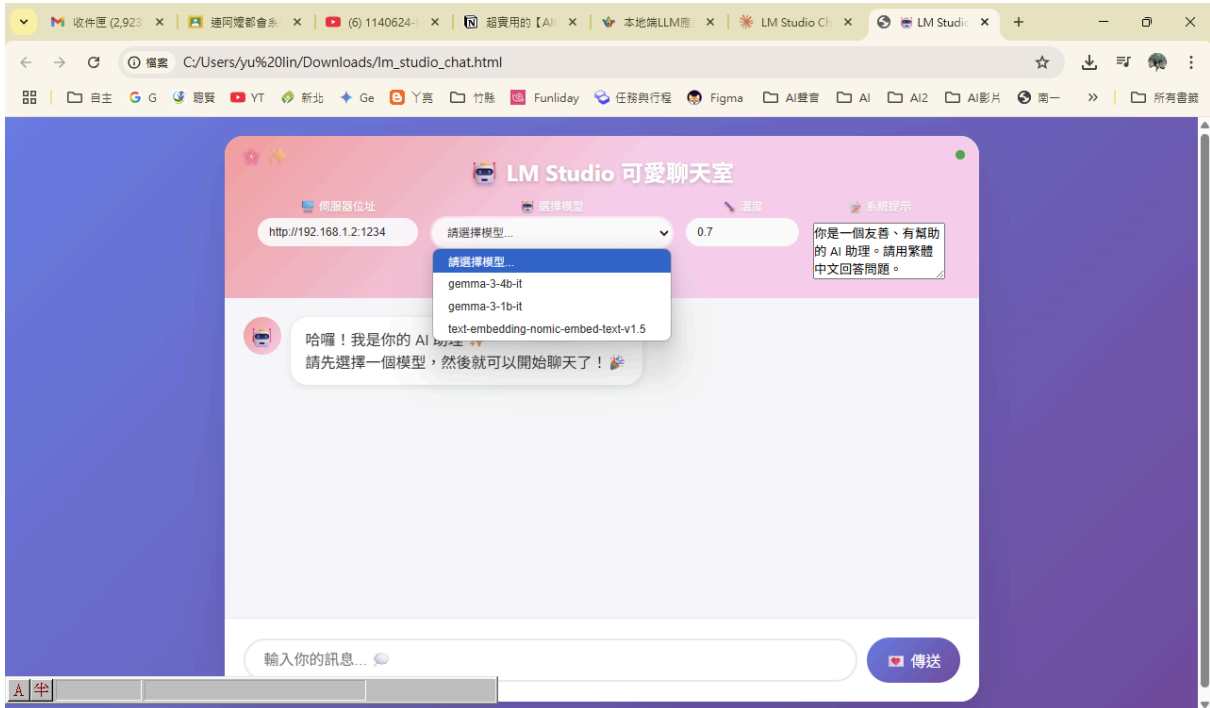 收件匣 (2,923
連阿嬤都會系
(6) 1140624-
超實用的【AI
本地端LLM應
LM Studio Ch
LM Studio
檔案 C:/Users/yu%20lin/Downloads/lm_studio_chat.html
自主 G 聰賢 YT 新北 Ge ㄚ亮 竹縣 Funliday 任務與行程 Figma AI聲音 AI AI2 AI影片 南一 » 所有書籤
LM Studio 可愛聊天室
伺服器位址 選擇模型 溫度 系統提示
http://192.168.1.2:1234 請選擇模型... 0.7
你是一個友善、有幫助
的 AI 助理。請用繁體
中文回答問題。
請選擇模型...
gemma-3-4b-it
gemma-3-1b-it
text-embedding-nomic-embed-text-v1.5
哈囉！我是你的 AI 助理
請先選擇一個模型，然後就可以開始聊天了！
輸入你的訊息...
傳送
A 半